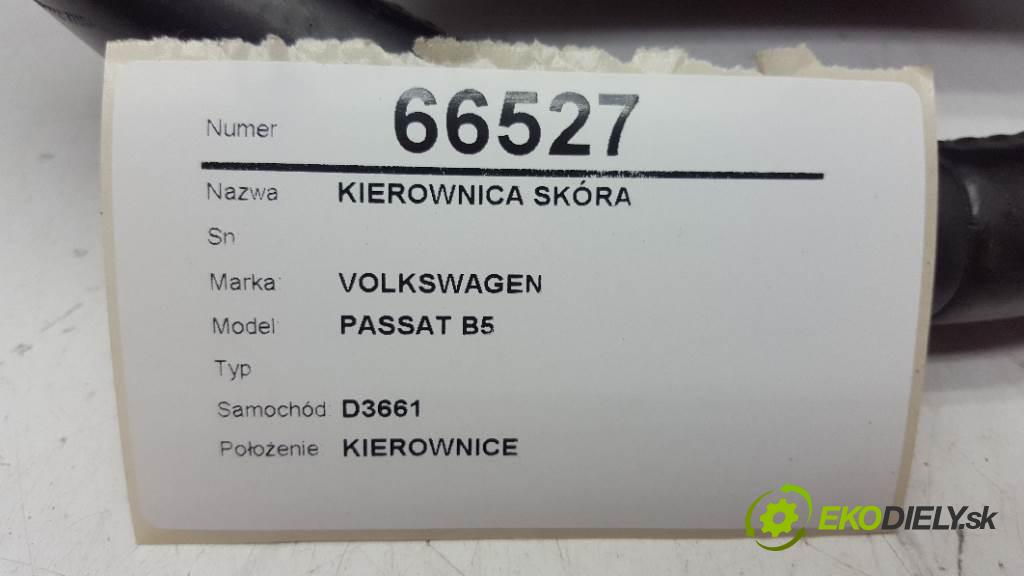 Numer 66527
Nazwa KIEROWNICA SKÓRA
Sn
Marka: VOLKSWAGEN
Model: PASSAT B5
Typ
Samochód: D3661
Położenie KIEROWNICE
EKODIELY.sk